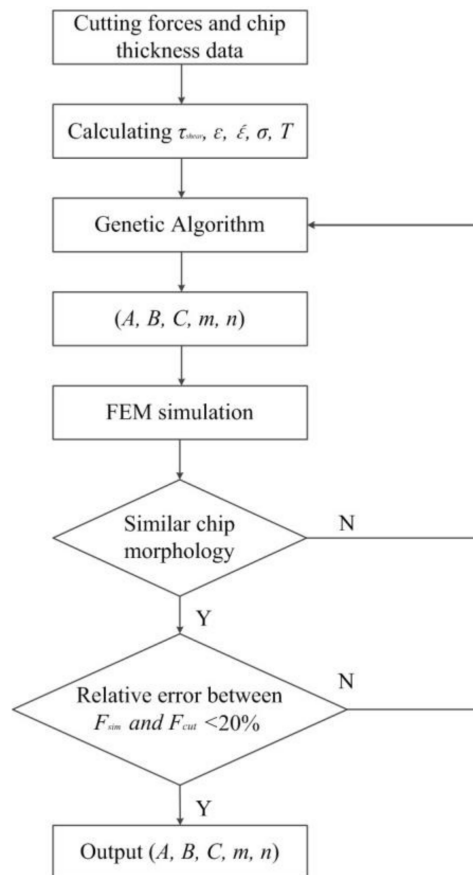 Cutting forces and chip
thickness data
Calculating τshear, ε, ε̇, σ, T
Genetic Algorithm
(A, B, C, m, n)
FEM simulation
Similar chip
morphology
N
Y
Relative error between
Fsim and Fcut <20%
N
Y
Output (A, B, C, m, n)